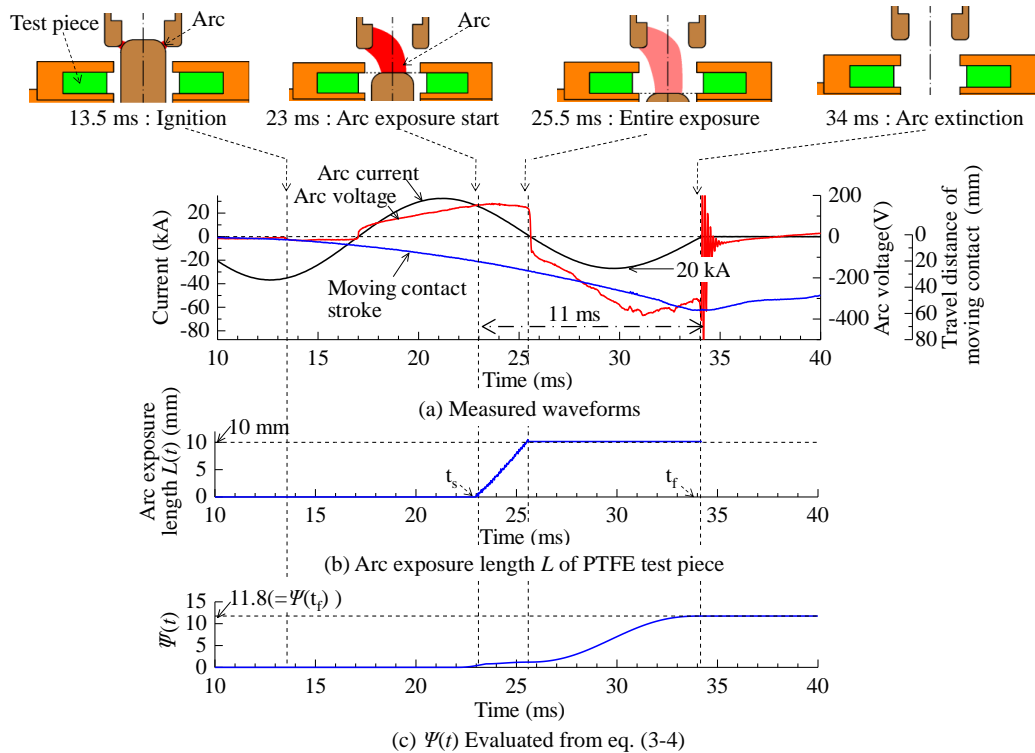 Test piece
Arc
Arc
13.5 ms : Ignition
23 ms : Arc exposure start
25.5 ms : Entire exposure
34 ms : Arc extinction
Arc current
Arc voltage
Moving contact
stroke
20 kA
11 ms
Current (kA)
20
0
-20
-40
-60
-80
200
0
-200
-400
Arc voltage(V)
0
20
40
60
80
Travel distance of
moving contact (mm)
10 15 20 25 30 35 40
Time (ms)
(a) Measured waveforms
Arc exposure
length L(t) (mm)
10
5
0
10 mm
ts
tf
10 15 20 25 30 35 40
Time (ms)
(b) Arc exposure length L of PTFE test piece
Ψ(t)
15
10
5
0
11.8(=Ψ(tf) )
10 15 20 25 30 35 40
Time (ms)
(c) Ψ(t) Evaluated from eq. (3-4)